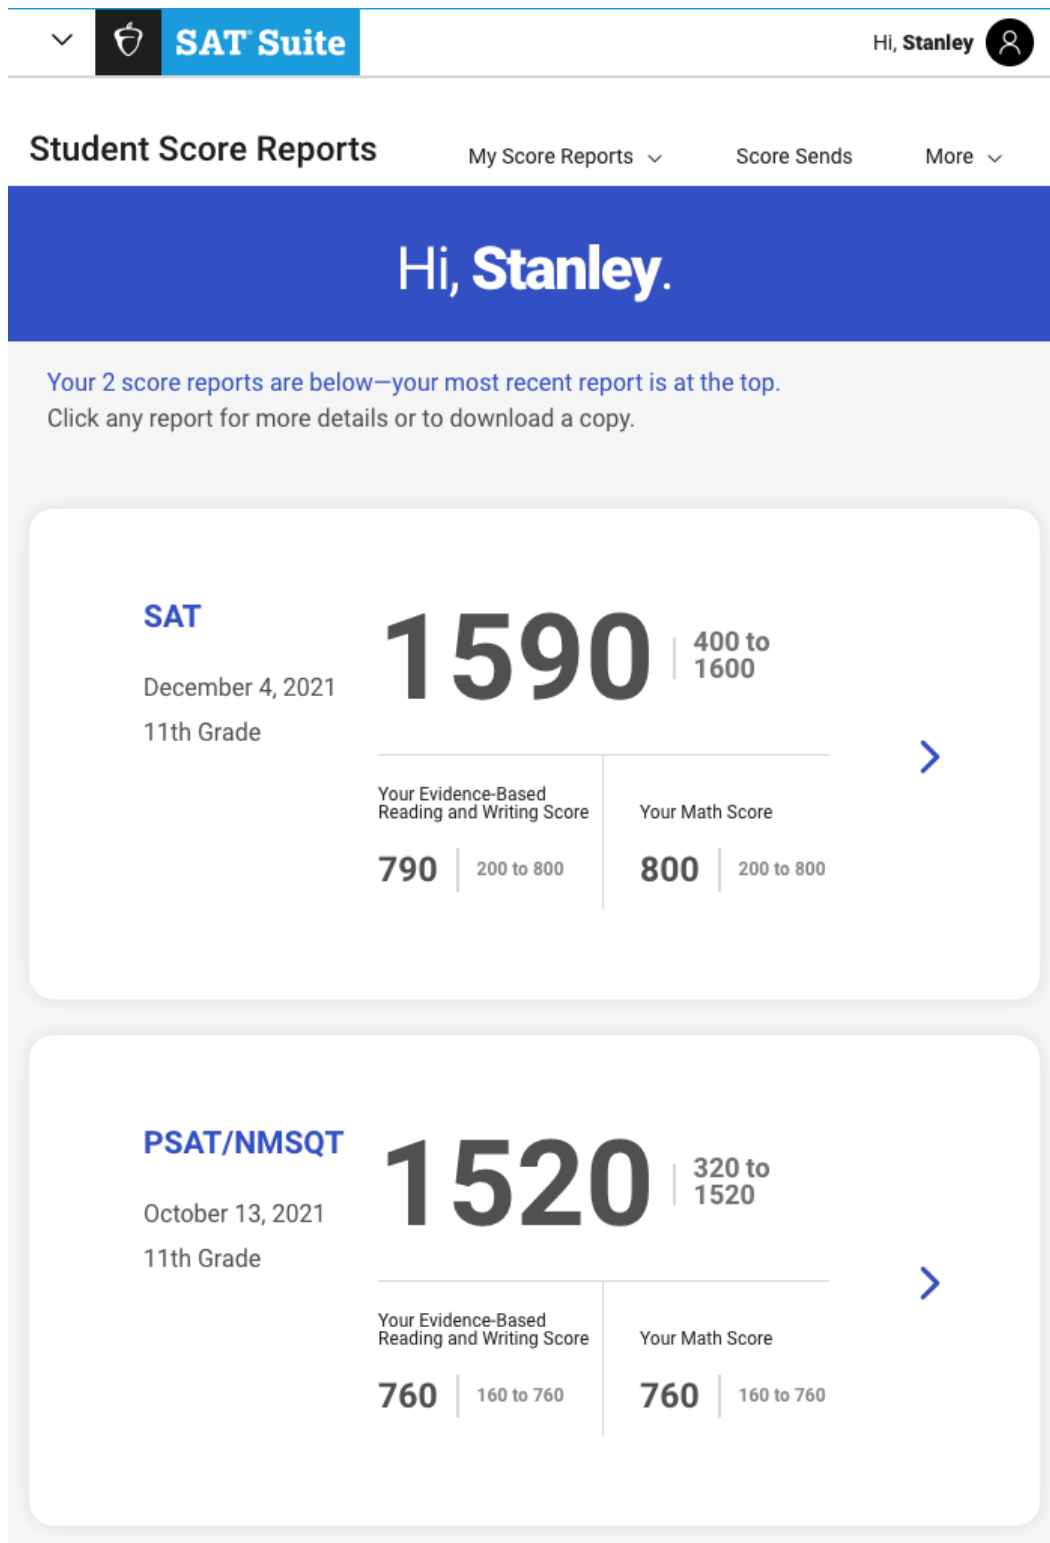 SAT® Suite
Hi, Stanley
Student Score Reports
My Score Reports
Score Sends
More
Hi, Stanley.
Your 2 score reports are below—your most recent report is at the top.
Click any report for more details or to download a copy.
SAT
December 4, 2021
11th Grade
1590
400 to
1600
Your Evidence-Based
Reading and Writing Score
790
200 to 800
Your Math Score
800
200 to 800
PSAT/NMSQT
October 13, 2021
11th Grade
1520
320 to
1520
Your Evidence-Based
Reading and Writing Score
760
160 to 760
Your Math Score
760
160 to 760